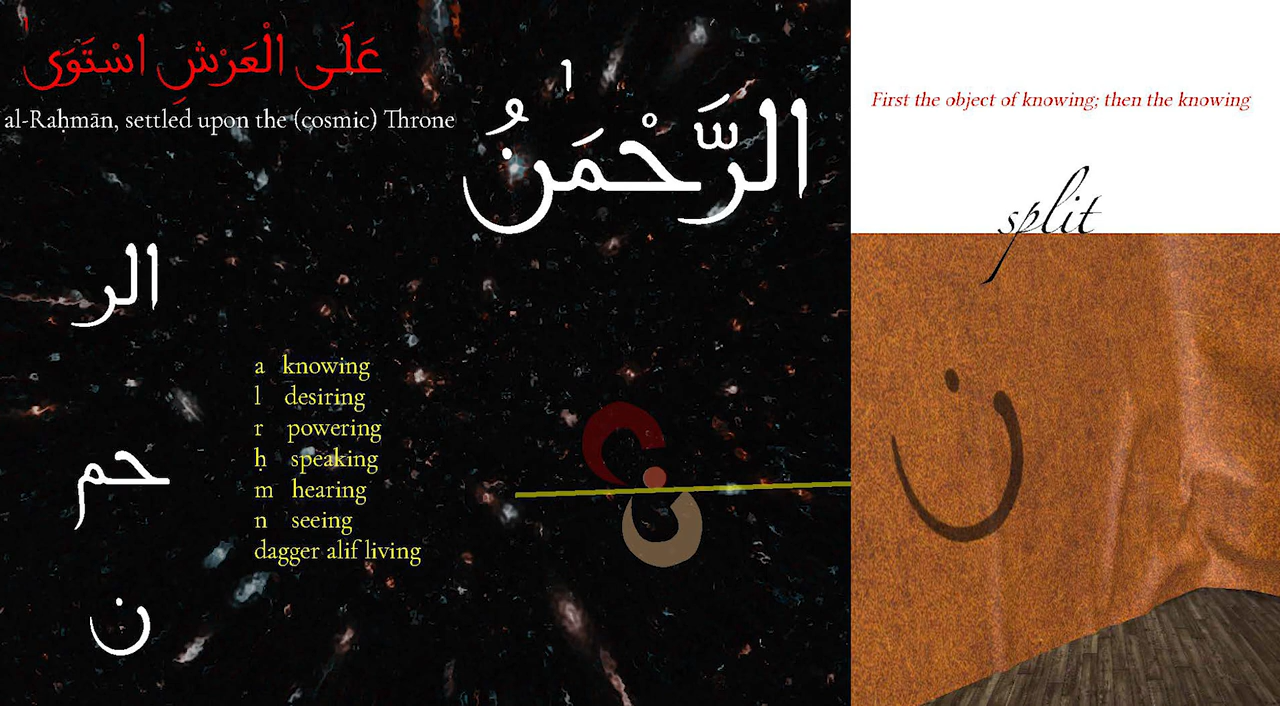 عَلَى الْعَرْشِ اسْتَوَى
al-Raḥmān, settled upon the (cosmic) Throne
الرَّحْمَٰنُ
الر
حم
ن
a knowing
l desiring
r powering
ḥ speaking
m hearing
n seeing
dagger alif living
First the object of knowing; then the knowing
split
ن